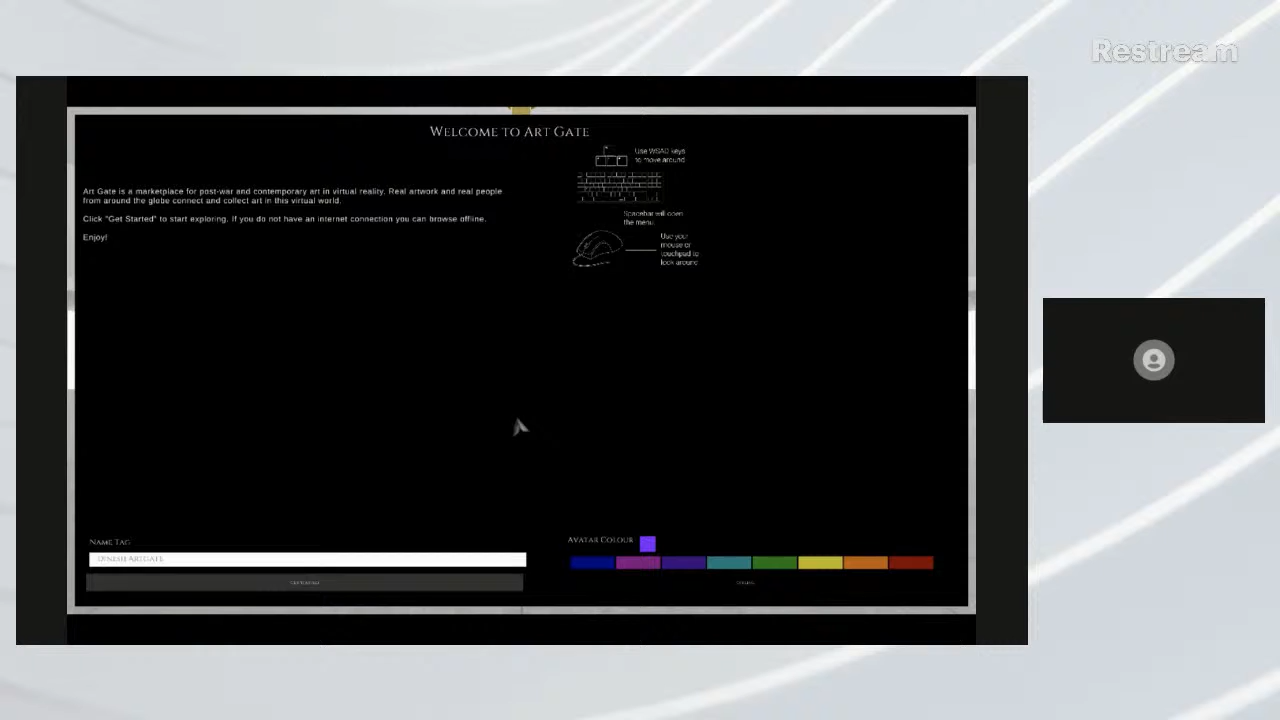 Restream
Welcome to Art Gate
Use WSAD keys
to move around
Art Gate is a marketplace for post-war and contemporary art in virtual reality. Real artwork and real people
from around the globe connect and collect art in this virtual world.
Click "Get Started" to start exploring. If you do not have an internet connection you can browse offline.
Enjoy!
Spacebar will open
the menu
Use your
mouse or
touchpad to
look around
Name Tag
Dinesh ArtGate
Avatar Colour